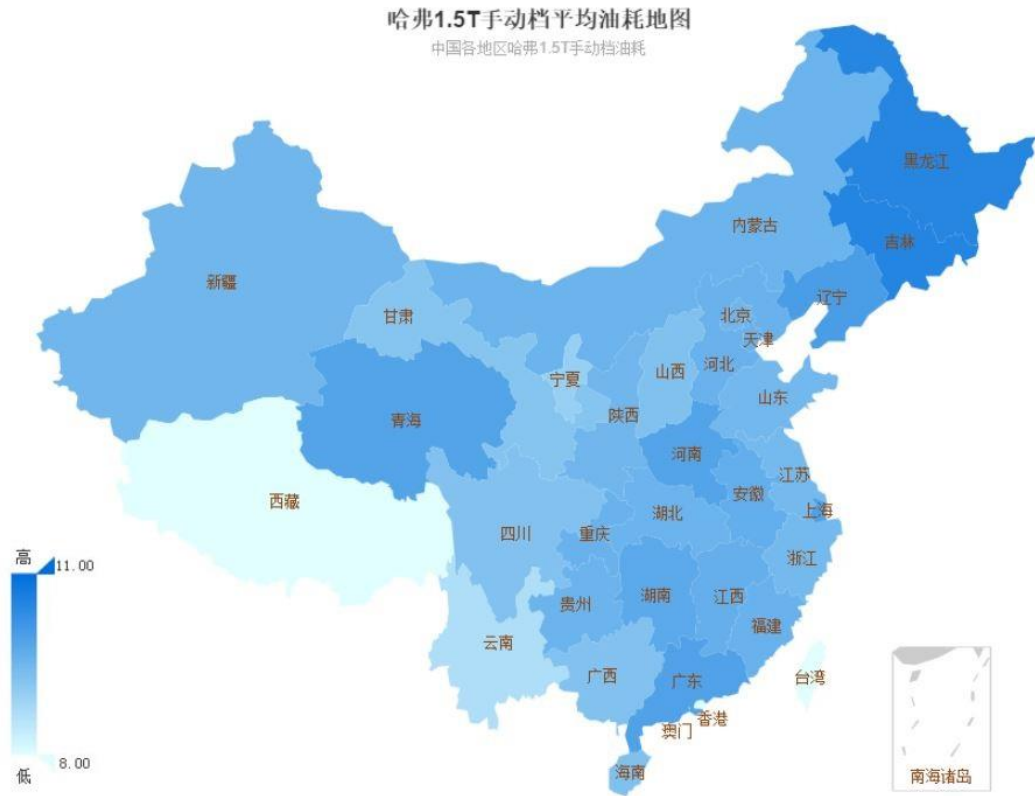 哈弗1.5T手动档平均油耗地图
中国各地区哈弗1.5T手动档油耗
黑龙江
内蒙古
吉林
新疆
辽宁
甘肃
北京
天津
河北
山西
宁夏
山东
陕西
青海
河南
江苏
安徽
西藏
上海
湖北
四川
重庆
浙江
高
11.00
贵州
湖南
江西
福建
云南
广西
广东
台湾
香港
澳门
8.00
低
海南
南海诸岛